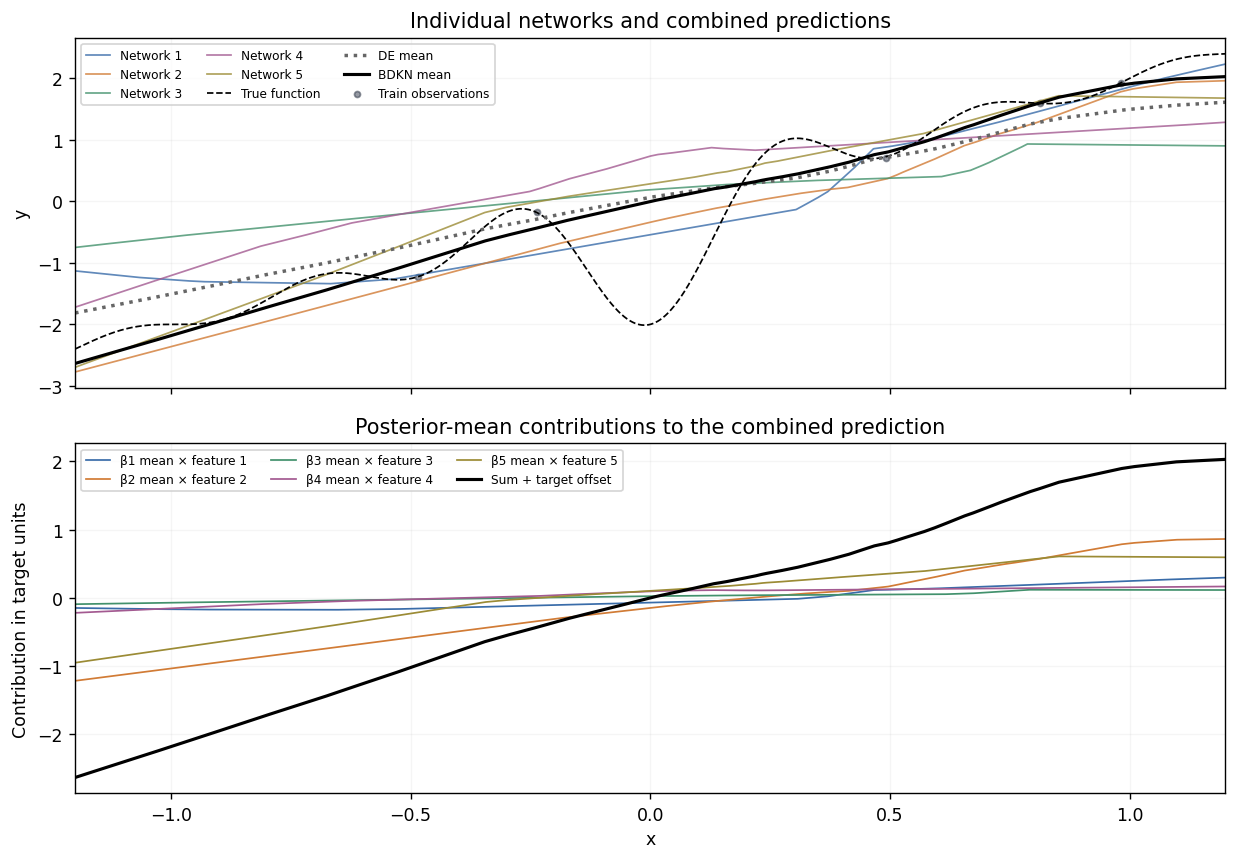 Individual networks and combined predictions
Network 1
Network 2
Network 3
Network 4
Network 5
True function
DE mean
BDKN mean
Train observations
y
2
1
0
−1
−2
−3
Posterior-mean contributions to the combined prediction
β1 mean × feature 1
β2 mean × feature 2
β3 mean × feature 3
β4 mean × feature 4
β5 mean × feature 5
Sum + target offset
Contribution in target units
2
1
0
−1
−2
−1.0
−0.5
0.0
0.5
1.0
x